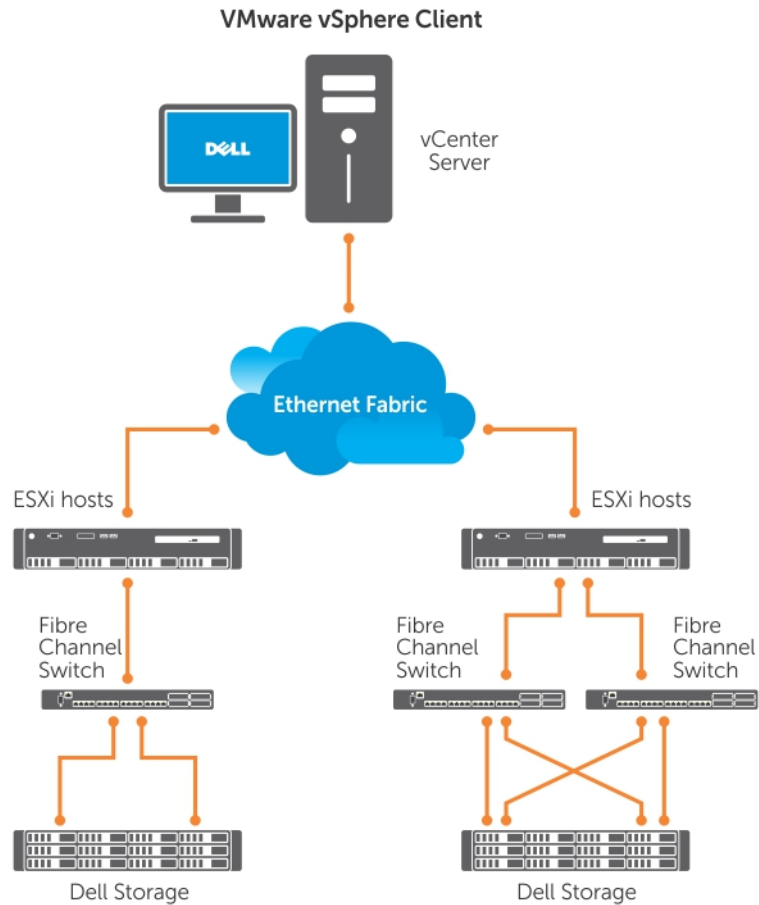 VMware vSphere Client
DELL
vCenter
Server
Ethernet Fabric
ESXi hosts
ESXi hosts
Fibre
Channel
Switch
Fibre
Channel
Switch
Fibre
Channel
Switch
Dell Storage
Dell Storage